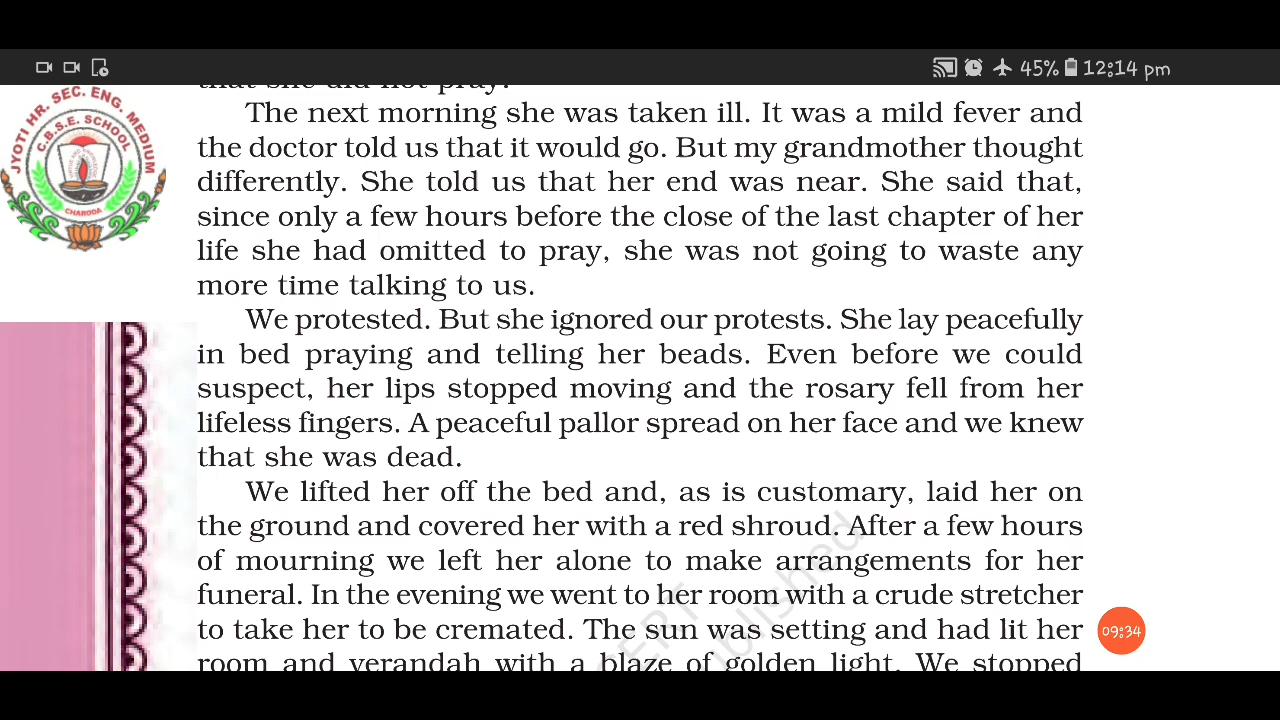 45% 12:14 pm
JYOTI HR. SEC. ENG. MEDIUM
C.B.S.E. SCHOOL
CHARODA
that she did not pray.
The next morning she was taken ill. It was a mild fever and
the doctor told us that it would go. But my grandmother thought
differently. She told us that her end was near. She said that,
since only a few hours before the close of the last chapter of her
life she had omitted to pray, she was not going to waste any
more time talking to us.
We protested. But she ignored our protests. She lay peacefully
in bed praying and telling her beads. Even before we could
suspect, her lips stopped moving and the rosary fell from her
lifeless fingers. A peaceful pallor spread on her face and we knew
that she was dead.
We lifted her off the bed and, as is customary, laid her on
the ground and covered her with a red shroud. After a few hours
of mourning we left her alone to make arrangements for her
funeral. In the evening we went to her room with a crude stretcher
to take her to be cremated. The sun was setting and had lit her
room and verandah with a blaze of golden light. We stopped
09:34